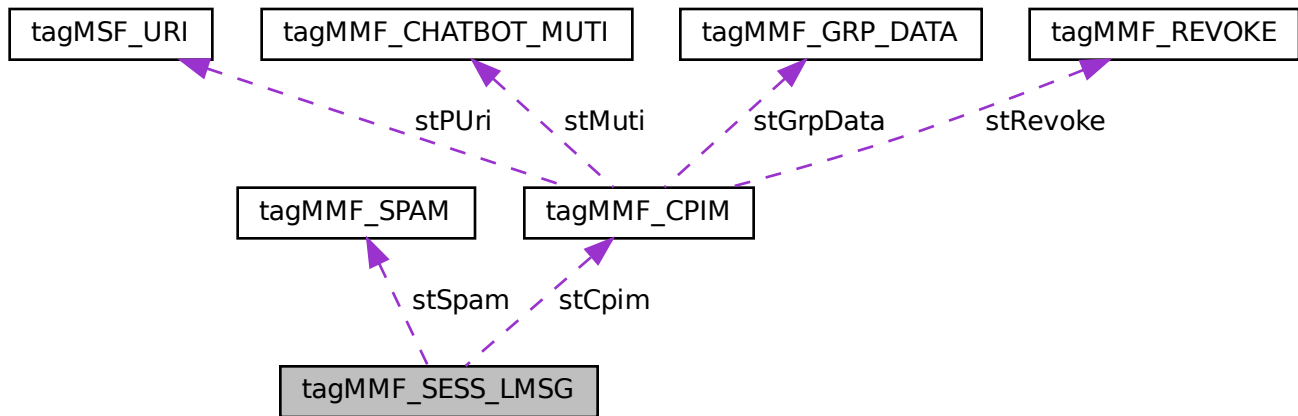 tagMSF_URI
tagMMF_CHATBOT_MUTI
tagMMF_GRP_DATA
tagMMF_REVOKE
stPUri
stMuti
stGrpData
stRevoke
tagMMF_SPAM
tagMMF_CPIM
stSpam
stCpim
tagMMF_SESS_LMSG